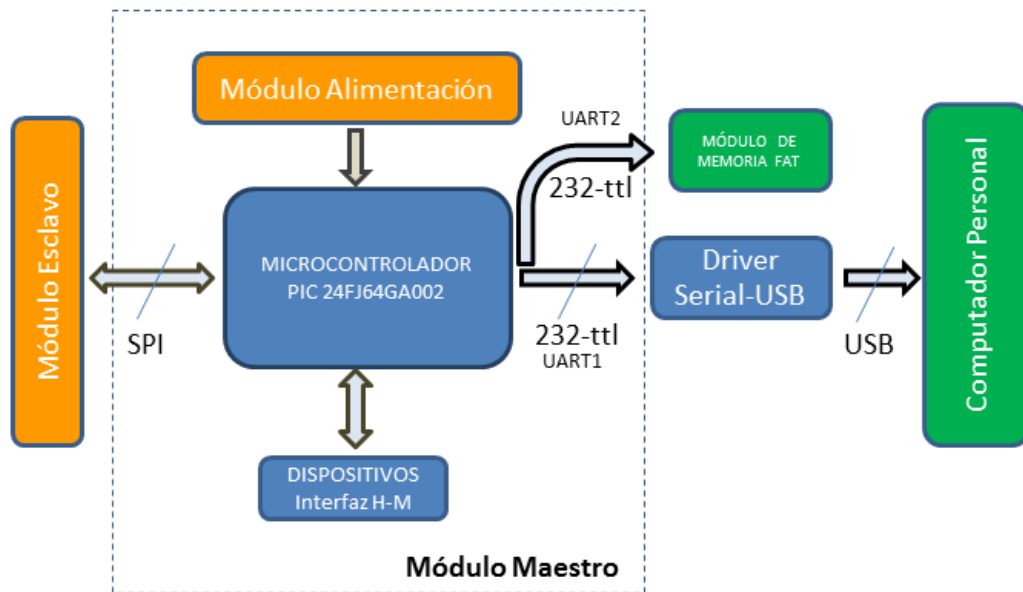 Módulo Alimentación
UART2
MÓDULO DE
MEMORIA FAT
232-ttl
Módulo Esclavo
MICROCONTROLADOR
PIC 24FJ64GA002
Driver
Serial-USB
Computador Personal
SPI
232-ttl
UART1
USB
DISPOSITIVOS
Interfaz H-M
Módulo Maestro